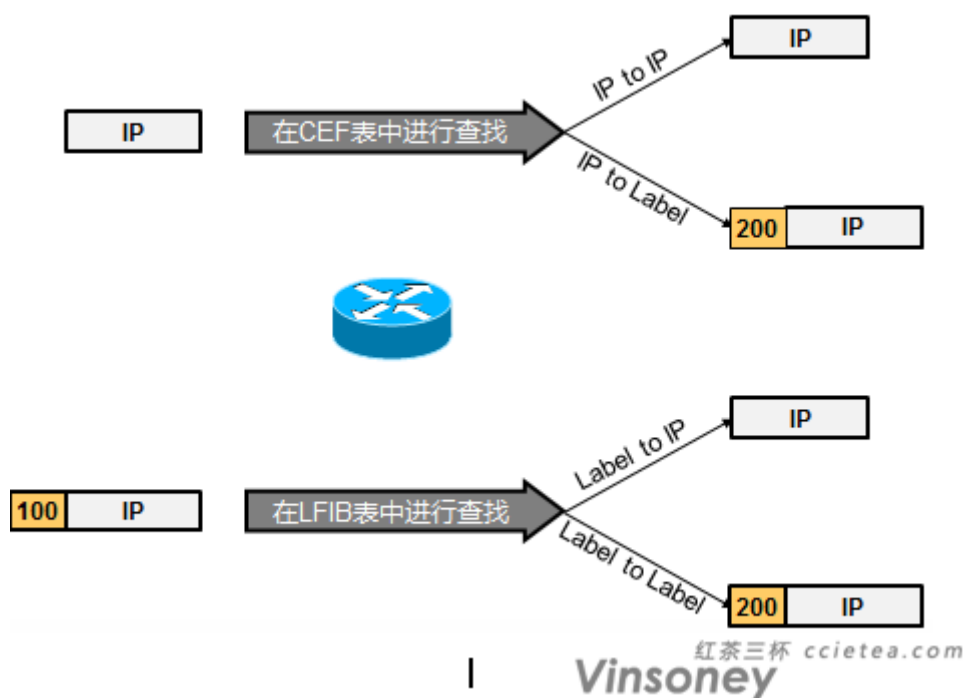 IP
IP
在CEF表中进行查找
IP to IP
IP to Label
200 IP
IP
100 IP
在LFIB表中进行查找
Label to IP
Label to Label
200 IP
红茶三杯 ccietea.com
Vinsoney